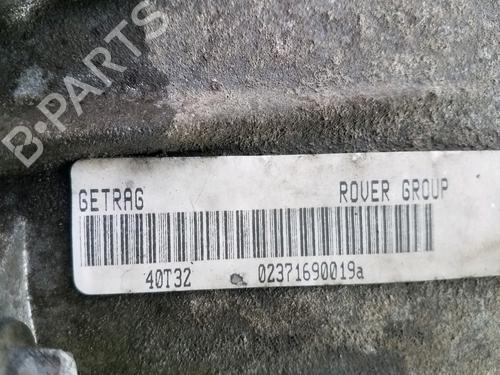 B-PARTS
GETRAG ROVER GROUP
40T32 02371690019a